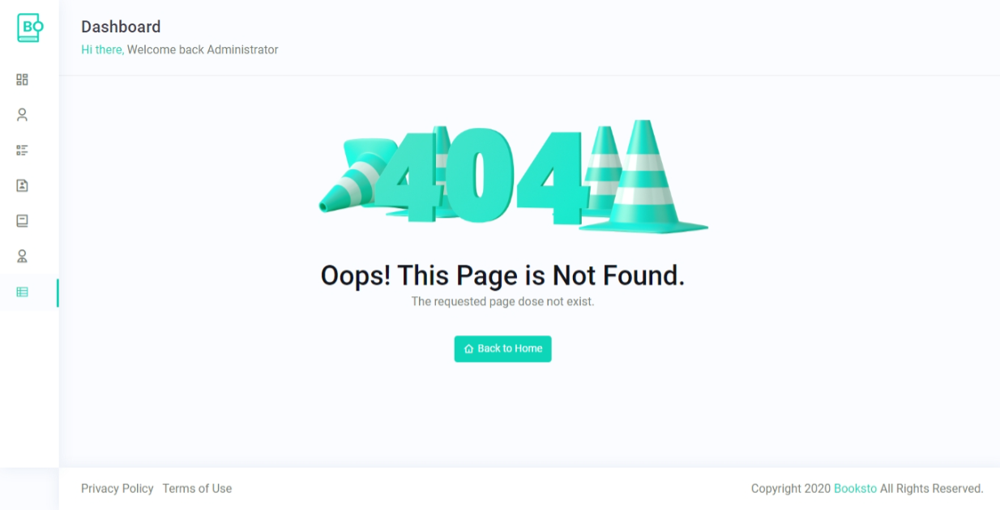 BO
Dashboard
Hi there, Welcome back Administrator
404
Oops! This Page is Not Found.
The requested page dose not exist.
Back to Home
Privacy Policy Terms of Use
Copyright 2020 Booksto All Rights Reserved.